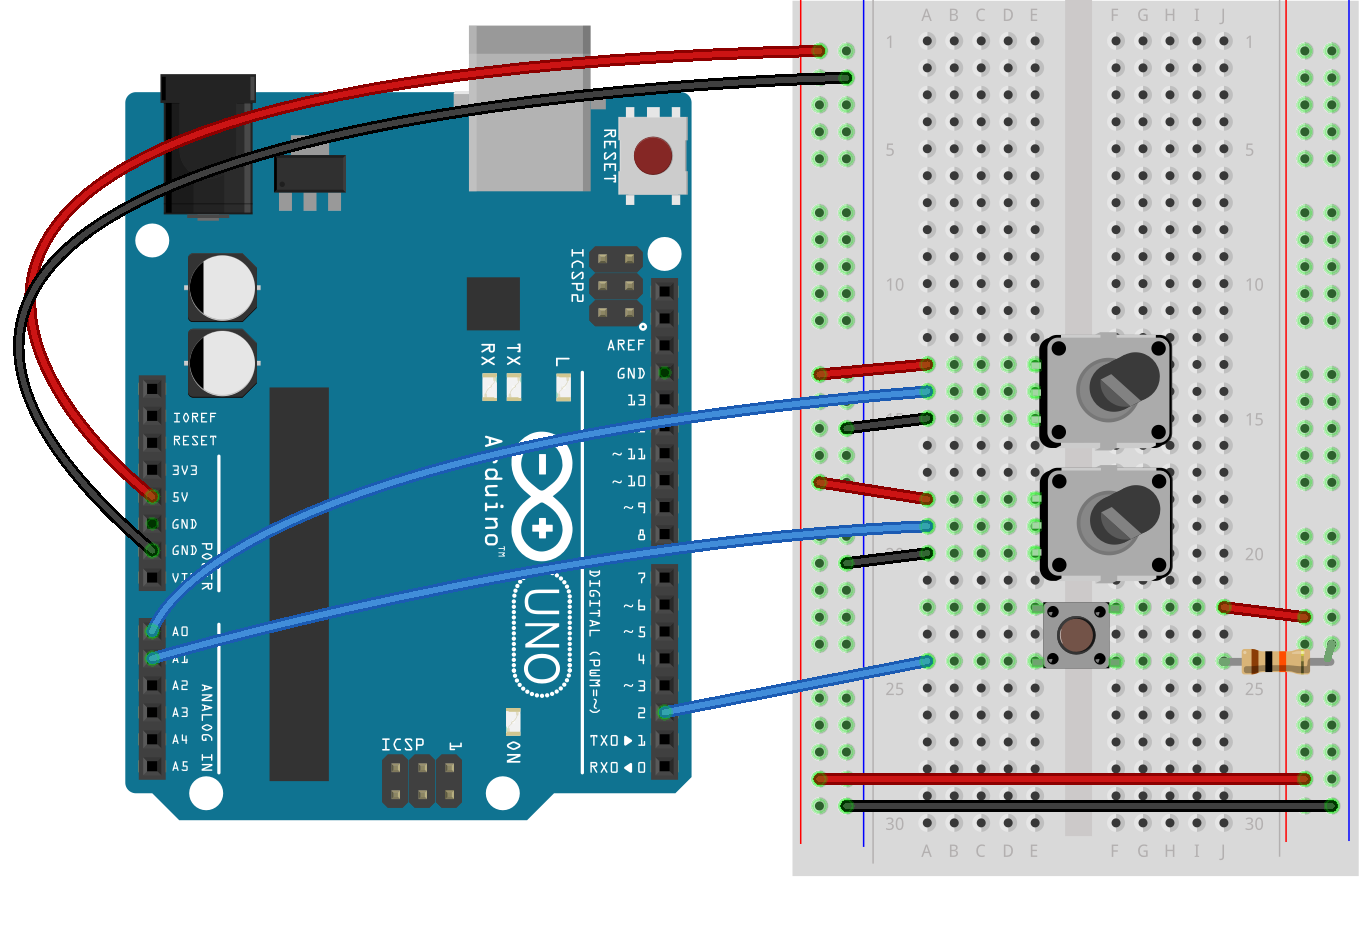 A B C D E F G H I J
1 1
5 5
10 10
15
20
25 25
30 30
A B C D E F G H I J
RESET
ICSP2
AREF
GND
13
~11
~10
~9
8
7
~6
~5
4
~3
2
TX0▶1
RX0◀0
DIGITAL (PWM=~)
RX
TX
L
Arduino™
UNO
ON
ICSP
1
IOREF
RESET
3V3
5V
GND
GND
POWER
A0
A1
A2
A3
A4
A5
ANALOG IN